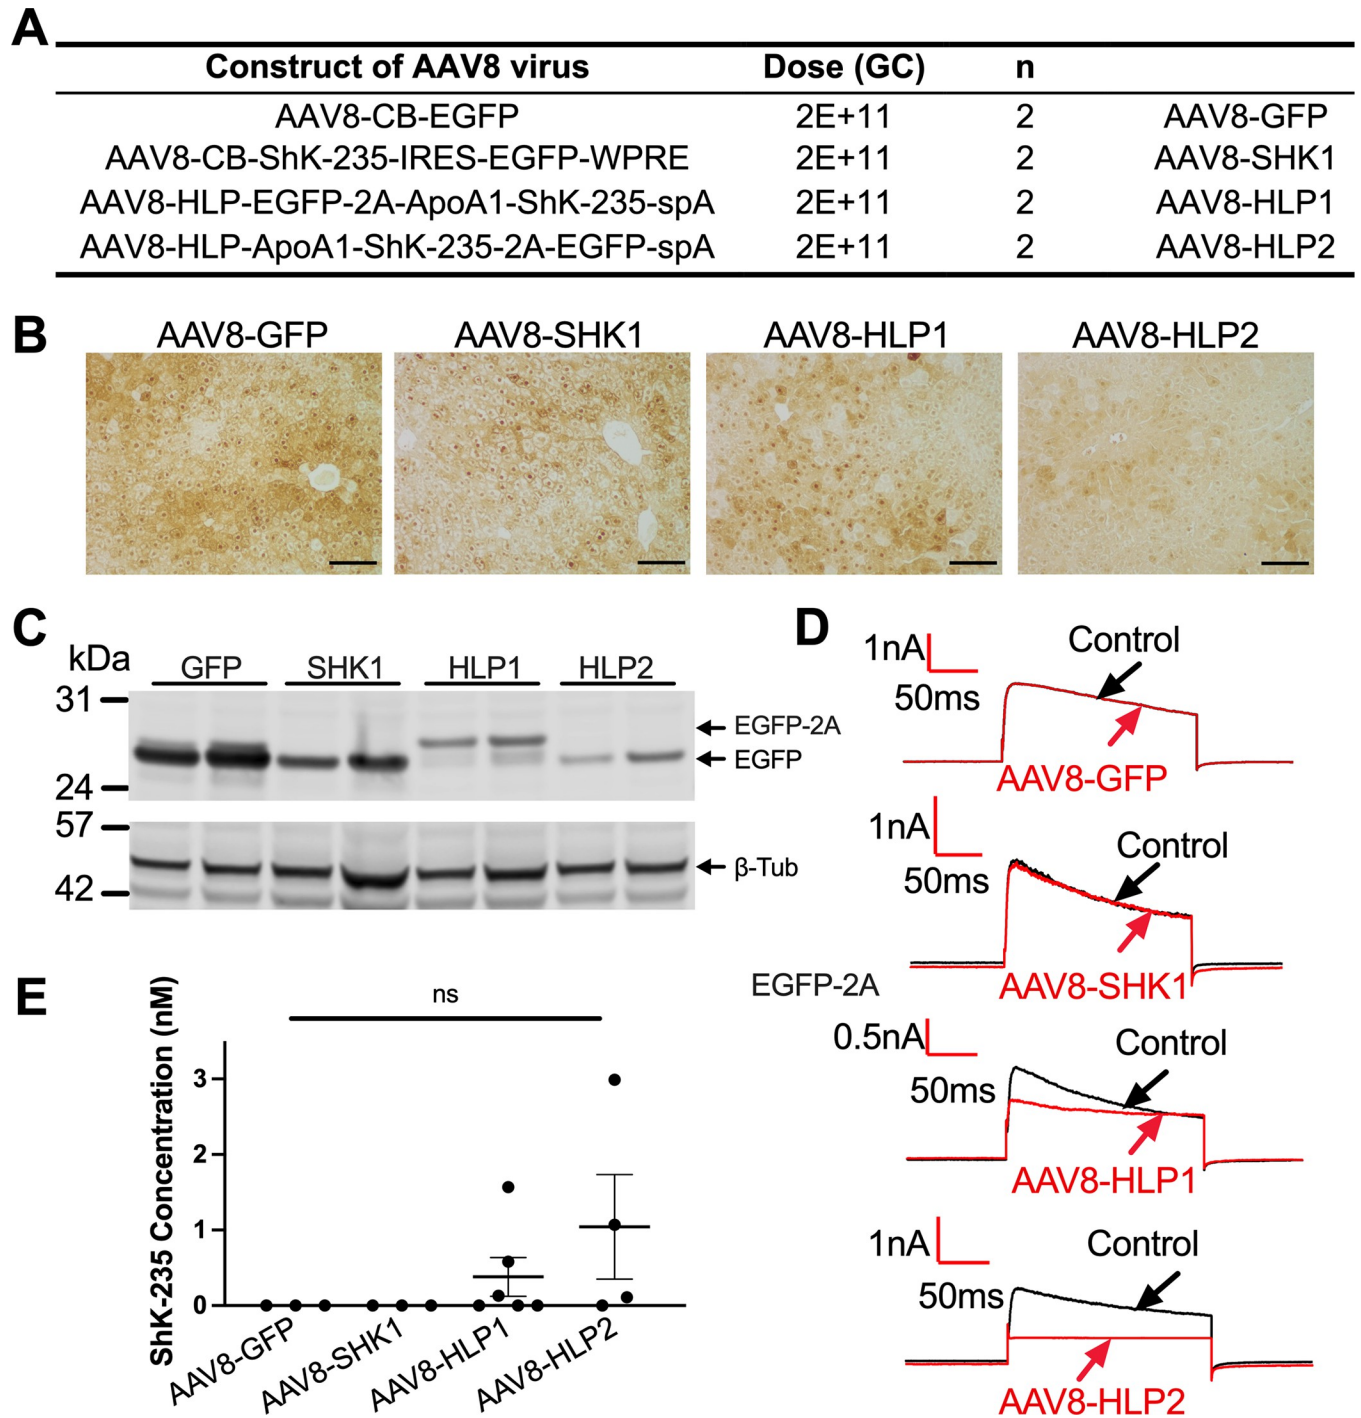 A
Construct of AAV8 virus Dose (GC) n
AAV8-CB-EGFP 2E+11 2 AAV8-GFP
AAV8-CB-ShK-235-IRES-EGFP-WPRE 2E+11 2 AAV8-SHK1
AAV8-HLP-EGFP-2A-ApoA1-ShK-235-spA 2E+11 2 AAV8-HLP1
AAV8-HLP-ApoA1-ShK-235-2A-EGFP-spA 2E+11 2 AAV8-HLP2
B
AAV8-GFP AAV8-SHK1 AAV8-HLP1 AAV8-HLP2
C
kDa GFP SHK1 HLP1 HLP2
31
EGFP-2A
EGFP
24
57
β-Tub
42
D
1nA
50ms
Control
AAV8-GFP
1nA
50ms
Control
AAV8-SHK1
EGFP-2A
0.5nA
50ms
Control
AAV8-HLP1
1nA
50ms
Control
AAV8-HLP2
E
ns
ShK-235 Concentration (nM)
3
2
1
0
AAV8-GFP
AAV8-SHK1
AAV8-HLP1
AAV8-HLP2